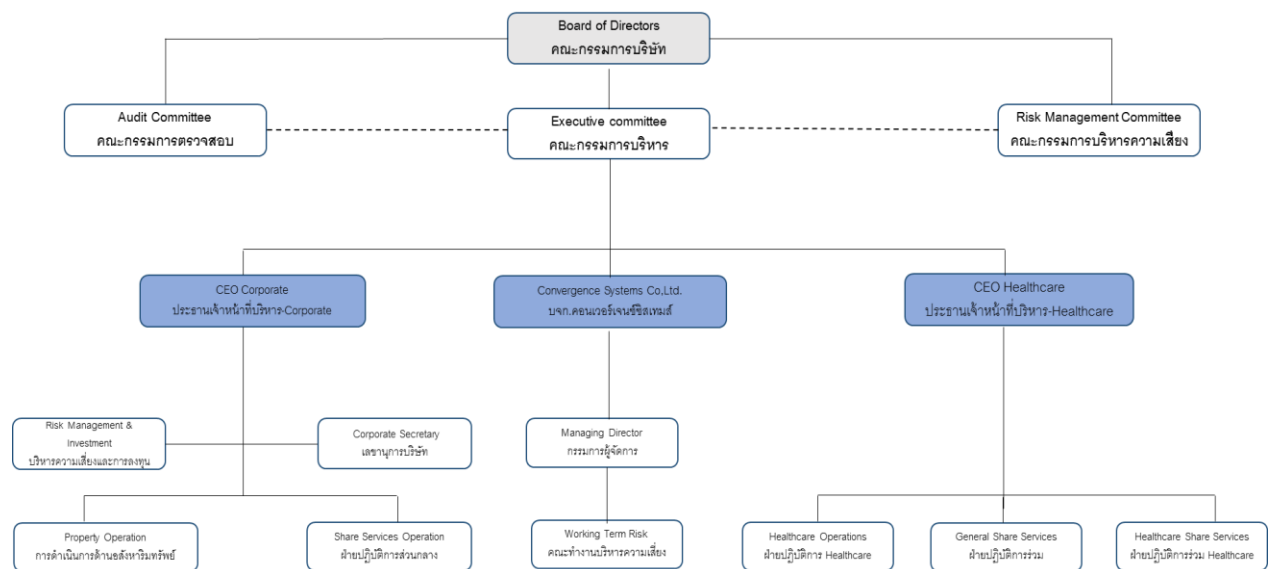 Board of Directors
คณะกรรมการบริษัท
Audit Committee
คณะกรรมการตรวจสอบ
Executive committee
คณะกรรมการบริหาร
Risk Management Committee
คณะกรรมการบริหารความเสี่ยง
CEO Corporate
ประธานเจ้าหน้าที่บริหาร-Corporate
Convergence Systems Co,Ltd.
บจก.คอนเวอร์เจนซ์ซิสเทมส์
CEO Healthcare
ประธานเจ้าหน้าที่บริหาร-Healthcare
Risk Management &
Investment
บริหารความเสี่ยงและการลงทุน
Corporate Secretary
เลขานุการบริษัท
Managing Director
กรรมการผู้จัดการ
Property Operation
การดำเนินการด้านอสังหาริมทรัพย์
Share Services Operation
ฝ่ายปฏิบัติการส่วนกลาง
Working Term Risk
คณะทำงานบริหารความเสี่ยง
Healthcare Operations
ฝ่ายปฏิบัติการ Healthcare
General Share Services
ฝ่ายปฏิบัติการร่วม
Healthcare Share Services
ฝ่ายปฏิบัติการร่วม Healthcare